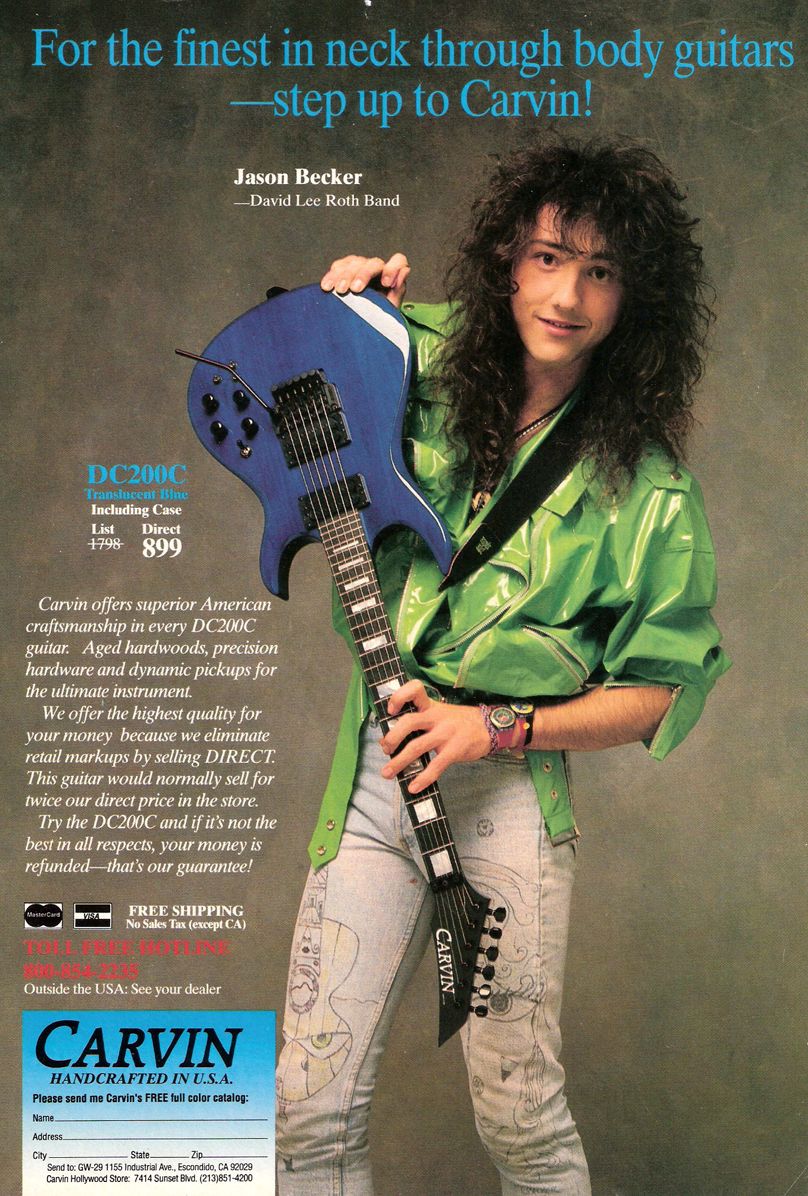 For the finest in neck through body guitars
—step up to Carvin!
Jason Becker
—David Lee Roth Band
DC200C
Translucent Blue
Including Case
List Direct
1798 899
Carvin offers superior American
craftsmanship in every DC200C
guitar. Aged hardwoods, precision
hardware and dynamic pickups for
the ultimate instrument.
We offer the highest quality for
your money because we eliminate
retail markups by selling DIRECT.
This guitar would normally sell for
twice our direct price in the store.
Try the DC200C and if it's not the
best in all respects, your money is
refunded—that's our guarantee!
MasterCard VISA
FREE SHIPPING
No Sales Tax (except CA)
TOLL FREE HOTLINE
800-854-2235
Outside the USA: See your dealer
CARVIN
CARVIN
HANDCRAFTED IN U.S.A.
Please send me Carvin's FREE full color catalog:
Name
Address
City State Zip
Send to: GW-29 1155 Industrial Ave., Escondido, CA 92029
Carvin Hollywood Store: 7414 Sunset Blvd. (213)851-4200